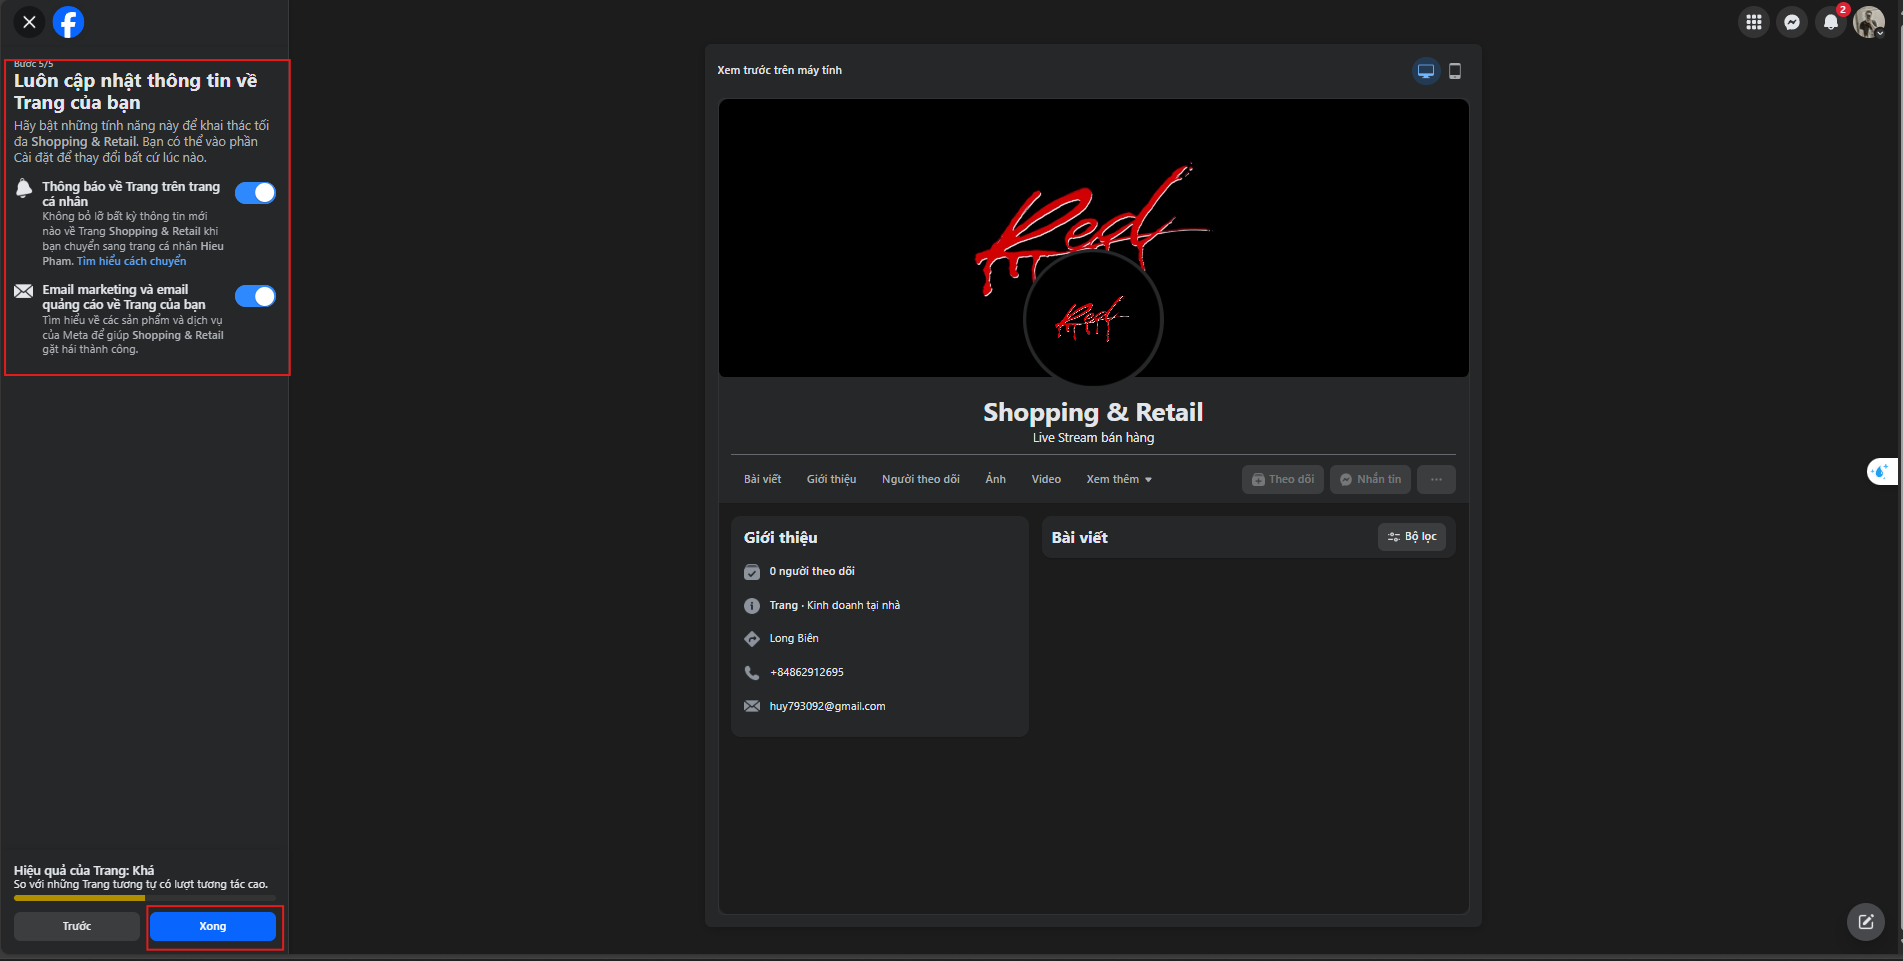 2
Bước 5/5
Luôn cập nhật thông tin về
Trang của bạn
Hãy bật những tính năng này để khai thác tối
đa Shopping & Retail. Bạn có thể vào phần
Cài đặt để thay đổi bất cứ lúc nào.
Thông báo về Trang trên trang
cá nhân
Không bỏ lỡ bất kỳ thông tin mới
nào về Trang Shopping & Retail khi
bạn chuyển sang trang cá nhân Hieu
Pham. Tìm hiểu cách chuyển
Email marketing và email
quảng cáo về Trang của bạn
Tìm hiểu về các sản phẩm và dịch vụ
của Meta để giúp Shopping & Retail
gặt hái thành công.
Hiệu quả của Trang: Khá
So với những Trang tương tự có lượt tương tác cao.
Trước
Xong
Xem trước trên máy tính
Red
Red
Shopping & Retail
Live Stream bán hàng
Bài viết
Giới thiệu
Người theo dõi
Ảnh
Video
Xem thêm
Theo dõi
Nhắn tin
Giới thiệu
0 người theo dõi
Trang · Kinh doanh tại nhà
Long Biên
+84862912695
huy793092@gmail.com
Bài viết
Bộ lọc